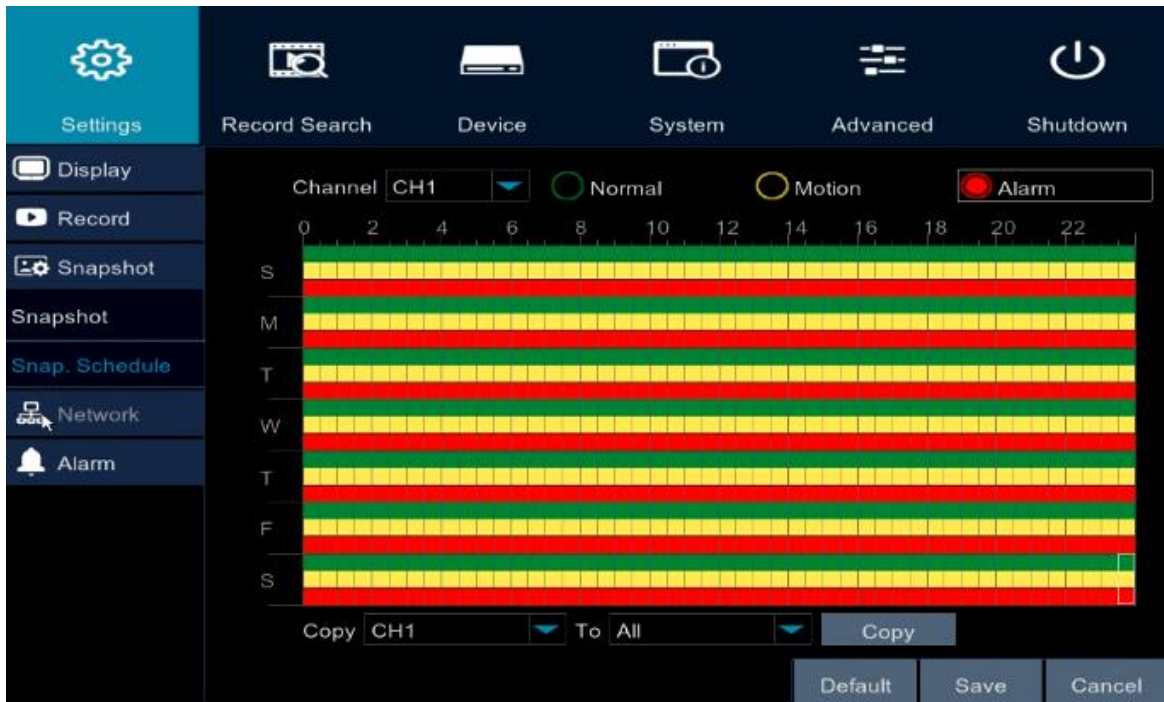 Settings Record Search Device System Advanced Shutdown
Display
Record
Snapshot
Snapshot
Snap. Schedule
Network
Alarm
Channel CH1 Normal Motion Alarm
0 2 4 6 8 10 12 14 16 18 20 22
S
M
T
W
T
F
S
Copy CH1 To All Copy
Default Save Cancel